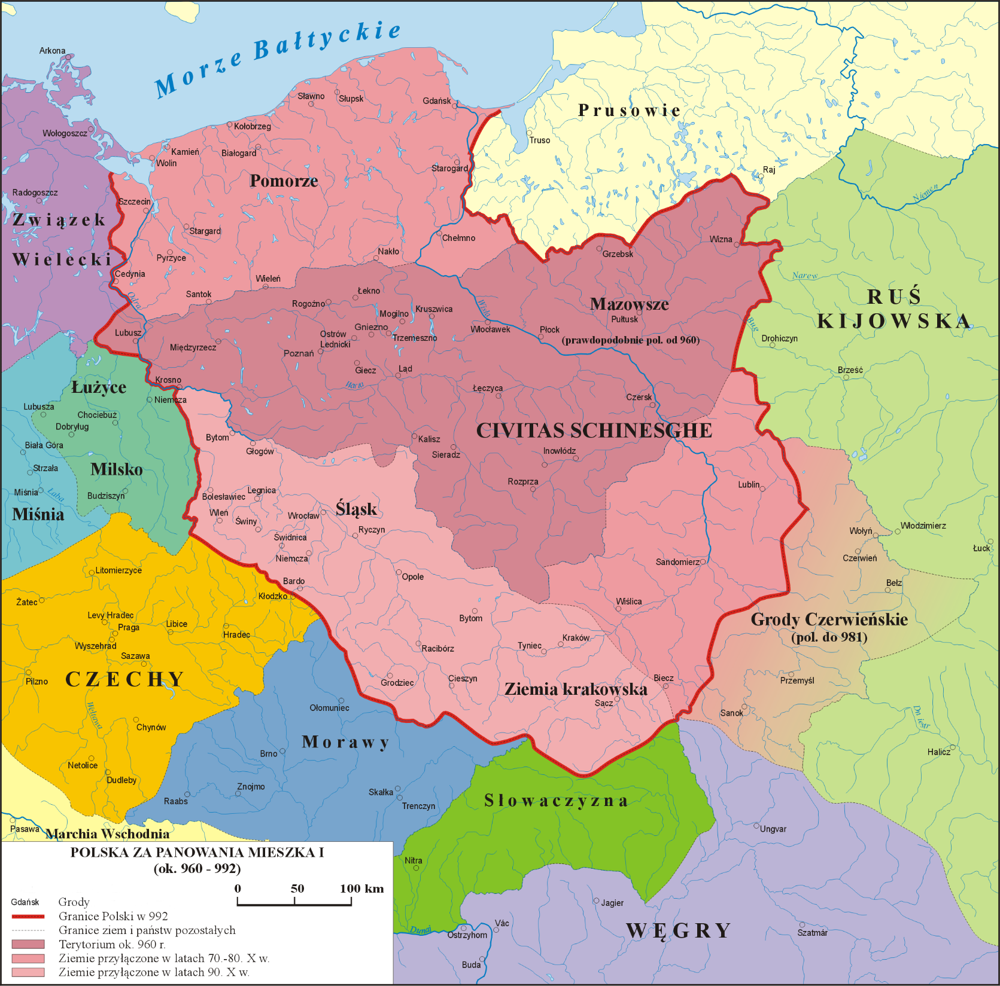 Morze Bałtyckie
Arkona
Sławno
Słupsk
Gdańsk
Prusowie
Wołogoszcz
Kołobrzeg
Truso
Kamień
Białogard
Wolin
Starogard
Raj
Pomorze
Radogoszcz
Szczecin
Niemen
Związek
Wielecki
Stargard
Chełmno
Wizna
Pyrzyce
Nakło
Grzebsk
Cedynia
Wieleń
Narew
Santok
Odra
Łekno
Rogoźno
Kruszwica
Mogilno
Wisła
Mazowsze
Pułtusk
(prawdopodobnie pol. od 960)
RUŚ
KIJOWSKA
Bug
Lubusz
Gniezno
Ostrów
Lednicki
Trzemeszno
Włocławek
Płock
Drohiczyn
Międzyrzecz
Poznań
Giecz
Ląd
Brześć
Krosno
Łużyce
Niemcza
Łęczyca
Czersk
Lubusza
Chociebuż
Dobryług
CIVITAS SCHINESGHE
Bytom
Głogów
Kalisz
Sieradz
Inowłódz
Biała Góra
Strzała
Milsko
Rozprza
Lublin
Miśnia
Łaba
Budziszyn
Bolesławiec
Legnica
Miśnia
Wleń
Świny
Wrocław
Śląsk
Ryczyn
Świdnica
Niemcza
Wołyń
Włodzimierz
Łuck
Czerwień
Sandomierz
Litomierzyce
Bardo
Opole
Bełz
Żatec
Kłodzko
Wiślica
Levy Hradec
Praga
Libice
Hradec
Bytom
Grody Czerwieńskie
(pol. do 981)
Wyszehrad
Sazawa
Racibórz
Tyniec
Kraków
Pilzno
CZECHY
Grodziec
Cieszyn
Ziemia krakowska
Sącz
Biecz
Przemyśl
Wełtawa
Ołomuniec
Sanok
Dniestr
Chynów
Morawy
Brno
Halicz
Netolice
Dudleby
Raabs
Znojmo
Skałka
Trenczyn
Słowaczyzna
Pasawa
Marchia Wschodnia
Ungvar
Nitra
WĘGRY
Jagier
Vác
Dunaj
Ostrzyhom
Szatmár
Buda
POLSKA ZA PANOWANIA MIESZKA I
(ok. 960 - 992)
0 50 100 km
Gdańsk Grody
Granice Polski w 992
Granice ziem i państw pozostałych
Terytorium ok. 960 r.
Ziemie przyłączone w latach 70.-80. X w.
Ziemie przyłączone w latach 90. X w.